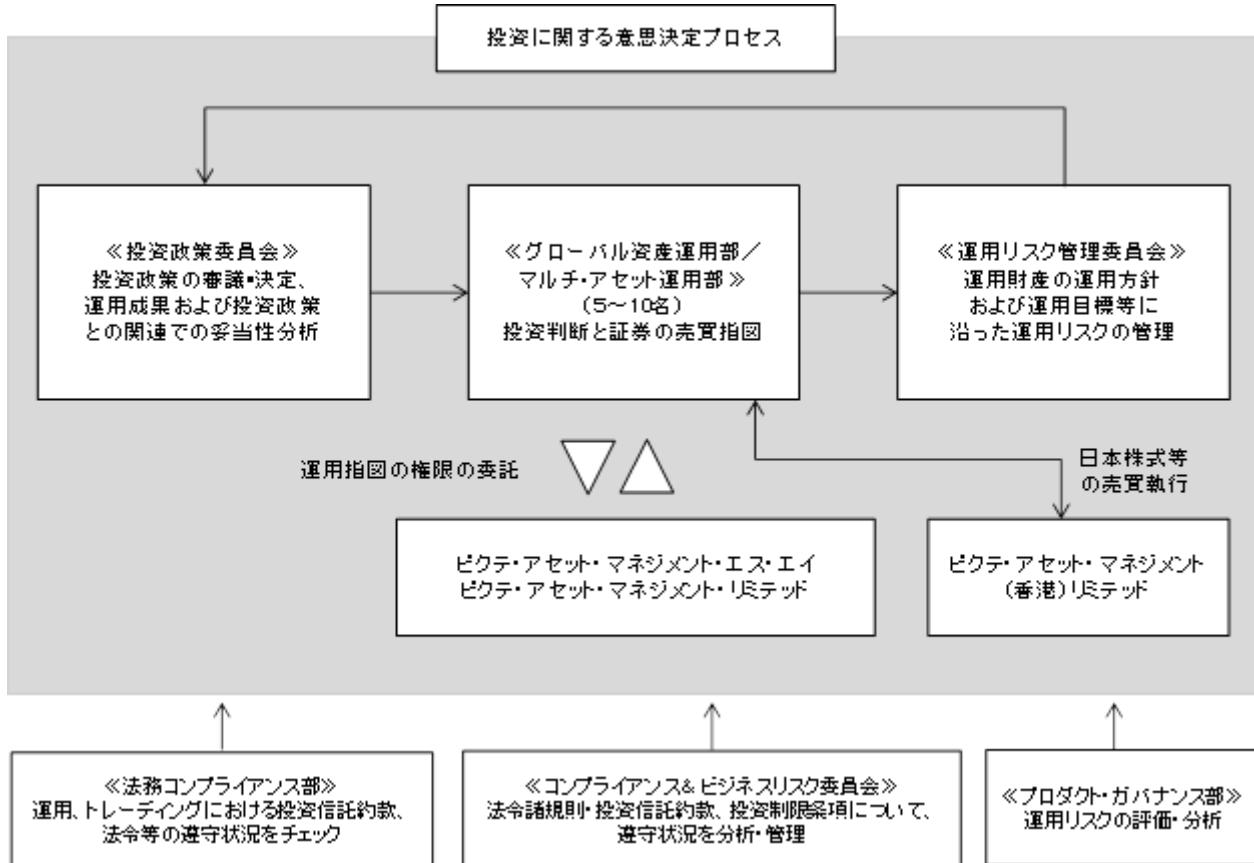 投資に関する意思決定プロセス
≪投資政策委員会≫
投資政策の審議・決定、
運用成果および投資政策
との関連での妥当性分析
≪グローバル資産運用部／
マルチ・アセット運用部≫
（5～10名）
投資判断と証券の売買指図
≪運用リスク管理委員会≫
運用財産の運用方針
および運用目標等に
沿った運用リスクの管理
運用指図の権限の委託
日本株式等
の売買執行
ピクテ・アセット・マネジメント・エス・エイ
ピクテ・アセット・マネジメント・リミテッド
ピクテ・アセット・マネジメント
(香港)リミテッド
≪法務コンプライアンス部≫
運用、トレーディングにおける投資信託約款、
法令等の遵守状況をチェック
≪コンプライアンス& ビジネスリスク委員会≫
法令諸規則・投資信託約款、投資制限条項について、
遵守状況を分析・管理
≪プロダクト・ガバナンス部≫
運用リスクの評価・分析